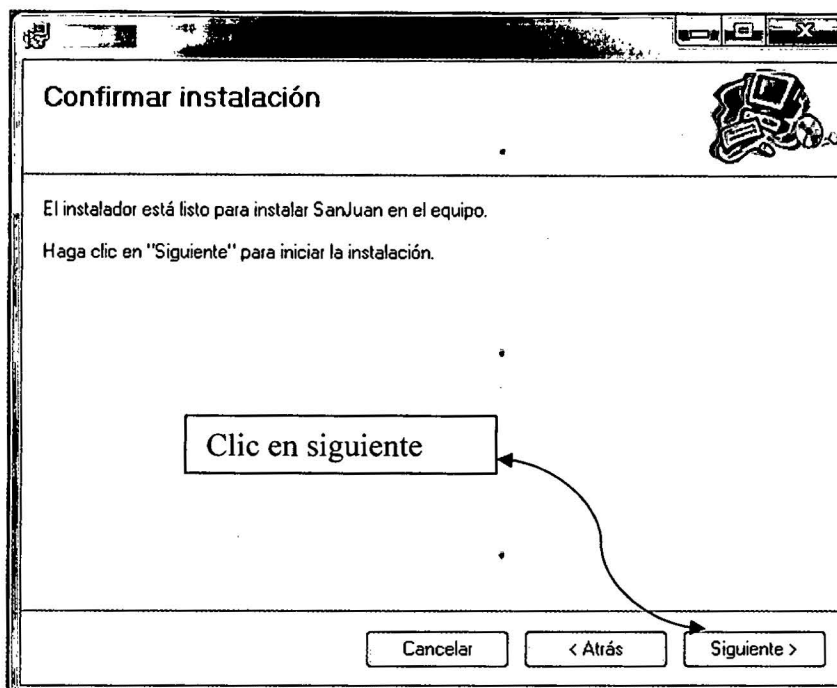 Confirmar instalación
El instalador está listo para instalar SanJuan en el equipo.
Haga clic en "Siguiente" para iniciar la instalación.
Clic en siguiente
Cancelar
< Atrás
Siguiente >